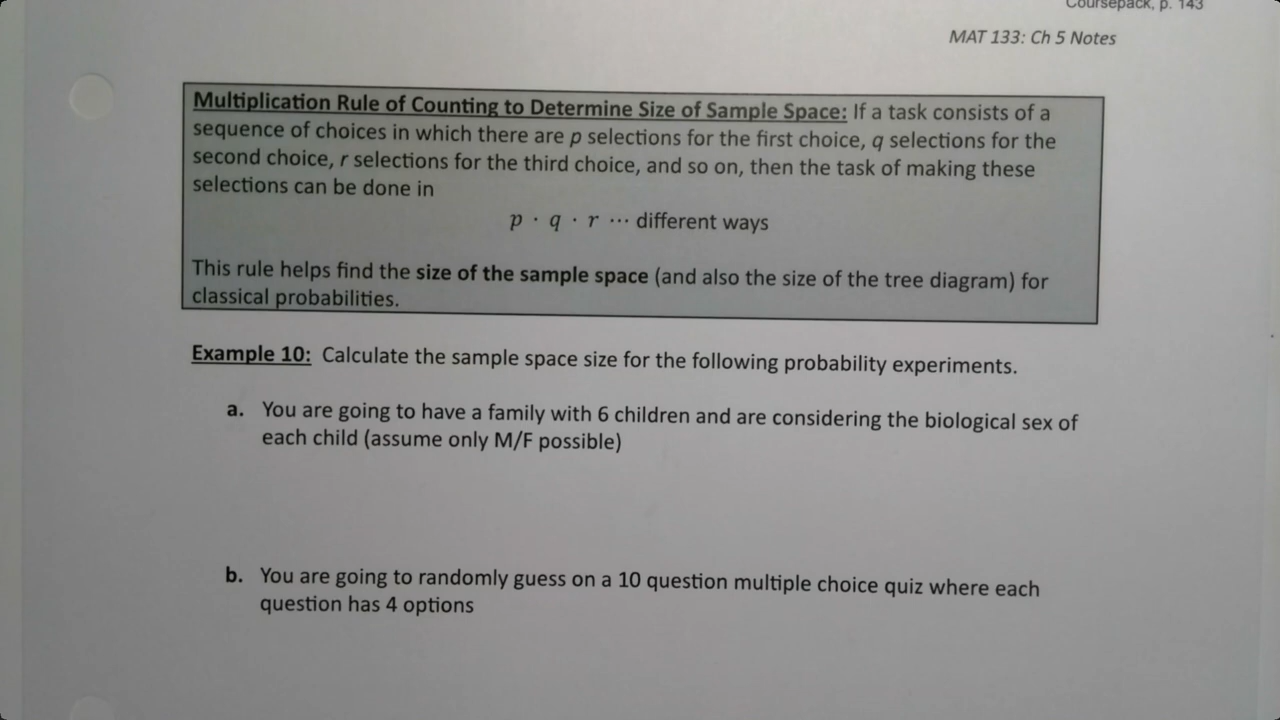 Coursepack, p. 143
MAT 133: Ch 5 Notes
Multiplication Rule of Counting to Determine Size of Sample Space: If a task consists of a
sequence of choices in which there are p selections for the first choice, q selections for the
second choice, r selections for the third choice, and so on, then the task of making these
selections can be done in
p · q · r ⋯ different ways
This rule helps find the size of the sample space (and also the size of the tree diagram) for
classical probabilities.
Example 10: Calculate the sample space size for the following probability experiments.
a. You are going to have a family with 6 children and are considering the biological sex of
each child (assume only M/F possible)
b. You are going to randomly guess on a 10 question multiple choice quiz where each
question has 4 options